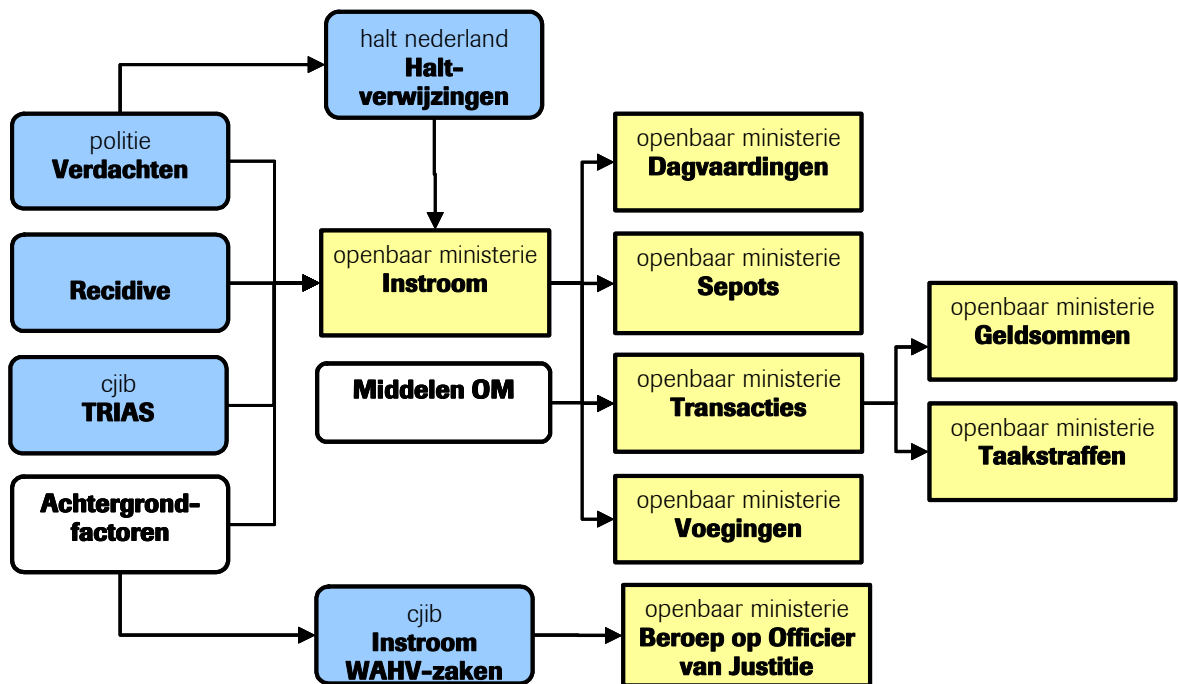 halt nederland
Halt-
verwijzingen
politie
Verdachten
openbaar ministerie
Dagvaardingen
Recidive
openbaar ministerie
Instroom
openbaar ministerie
Sepots
openbaar ministerie
Geldsommen
cjib
TRIAS
Middelen OM
openbaar ministerie
Transacties
openbaar ministerie
Taakstraffen
Achtergrond-
factoren
openbaar ministerie
Voegingen
cjib
Instroom
WAHV-zaken
openbaar ministerie
Beroep op Officier
van Justitie